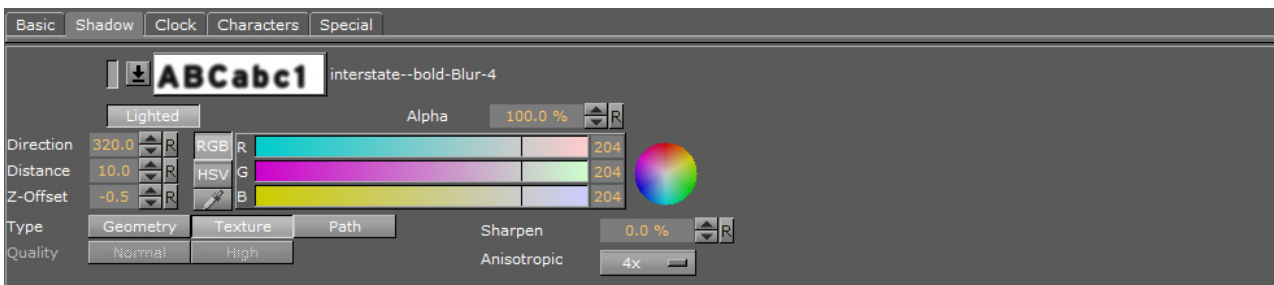 Basic Shadow Clock Characters Special
ABCabc1 interstate--bold-Blur-4
Lighted Alpha 100.0 % R
Direction 320.0 R RGB R 204
Distance 10.0 R HSV G 204
Z-Offset -0.5 R B 204
Type Geometry Texture Path Sharpen 0.0 % R
Quality Normal High Anisotropic 4x